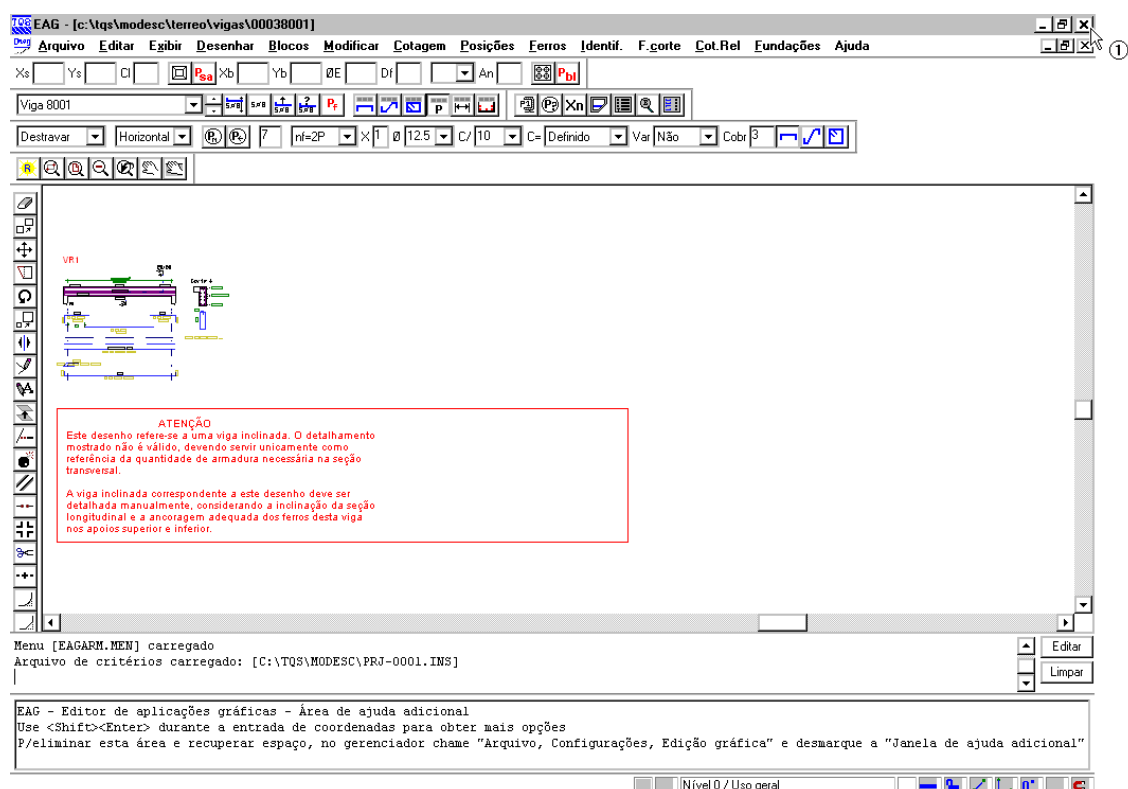 EAG - [c:\tqs\modesc\terreo\vigas\00038001]
Arquivo Editar Exibir Desenhar Blocos Modificar Cotagem Posições Ferros Identif. F.corte Cot.Rel Fundações Ajuda
①
Xs Ys Cl Psa Xb Yb ØE Df An Pbl
Viga 8001
Destravar Horizontal 7 nf=2P X 1 Ø 12.5 C/ 10 C= Definido Var Não Cobr 3
R
VR1
ATENÇÃO
Este desenho refere-se a uma viga inclinada. O detalhamento
mostrado não é válido, devendo servir unicamente como
referência da quantidade de armadura necessária na seção
transversal.
A viga inclinada correspondente a este desenho deve ser
detalhada manualmente, considerando a inclinação da seção
longitudinal e a ancoragem adequada dos ferros desta viga
nos apoios superior e inferior.
Menu [EAGARM.MEN] carregado
Arquivo de critérios carregado: [C:\TQS\MODESC\PRJ-0001.INS]
Editar
Limpar
EAG - Editor de aplicações gráficas - Área de ajuda adicional
Use <Shift><Enter> durante a entrada de coordenadas para obter mais opções
P/eliminar esta área e recuperar espaço, no gerenciador chame "Arquivo, Configurações, Edição gráfica" e desmarque a "Janela de ajuda adicional"
Nível 0 / Uso geral